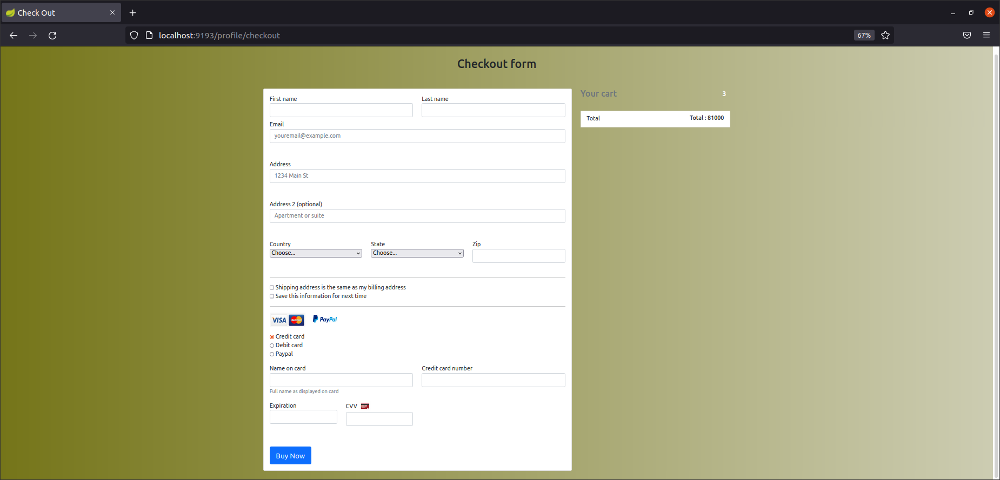 Check Out
localhost:9193/profile/checkout
67%
Checkout form
First name Last name
Email
youremail@example.com
Address
1234 Main St
Address 2 (optional)
Apartment or suite
Country State Zip
Choose... Choose...
Shipping address is the same as my billing address
Save this information for next time
VISA MasterCard PayPal
Credit card
Debit card
Paypal
Name on card Credit card number
Full name as displayed on card
Expiration CVV
Buy Now
Your cart 3
Total Total : 81000